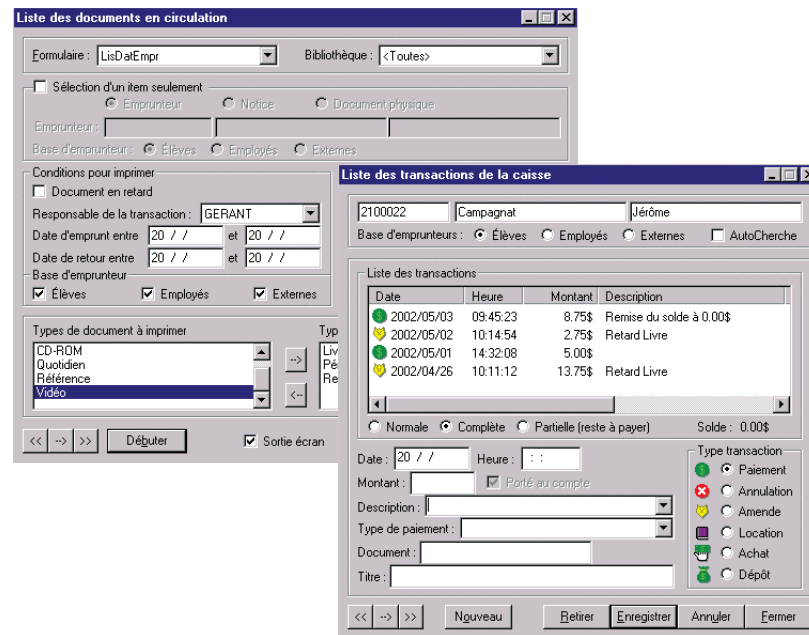 Liste des documents en circulation
Formulaire : LisDatEmpr Bibliothèque : <Toutes>
Sélection d'un item seulement
Emprunteur Notice Document physique
Emprunteur :
Base d'emprunteur : Élèves Employés Externes
Conditions pour imprimer
Document en retard
Responsable de la transaction : GERANT
Date d'emprunt entre 20 / / et 20 / /
Date de retour entre 20 / / et 20 / /
Base d'emprunteur
Élèves Employés Externes
Types de document à imprimer Typ
CD-ROM Liv
Quotidien Pé
Référence Re
Vidéo
--> 
<--
<< --> >> Débuter Sortie écran
Liste des transactions de la caisse
2100022 Campagnat Jérôme
Base d'emprunteurs : Élèves Employés Externes AutoCherche
Liste des transactions
Date Heure Montant Description
2002/05/03 09:45:23 8.75$ Remise du solde à 0.00$
2002/05/02 10:14:54 2.75$ Retard Livre
2002/05/01 14:32:08 5.00$
2002/04/26 10:11:12 13.75$ Retard Livre
Normale Complète Partielle (reste à payer) Solde : 0.00$
Date : 20 / / Heure : : :
Montant : Porté au compte
Description :
Type de paiement :
Document :
Titre :
Type transaction
Paiement
Annulation
Amende
Location
Achat
Dépôt
<< --> >> Nouveau Retirer Enregistrer Annuler Fermer